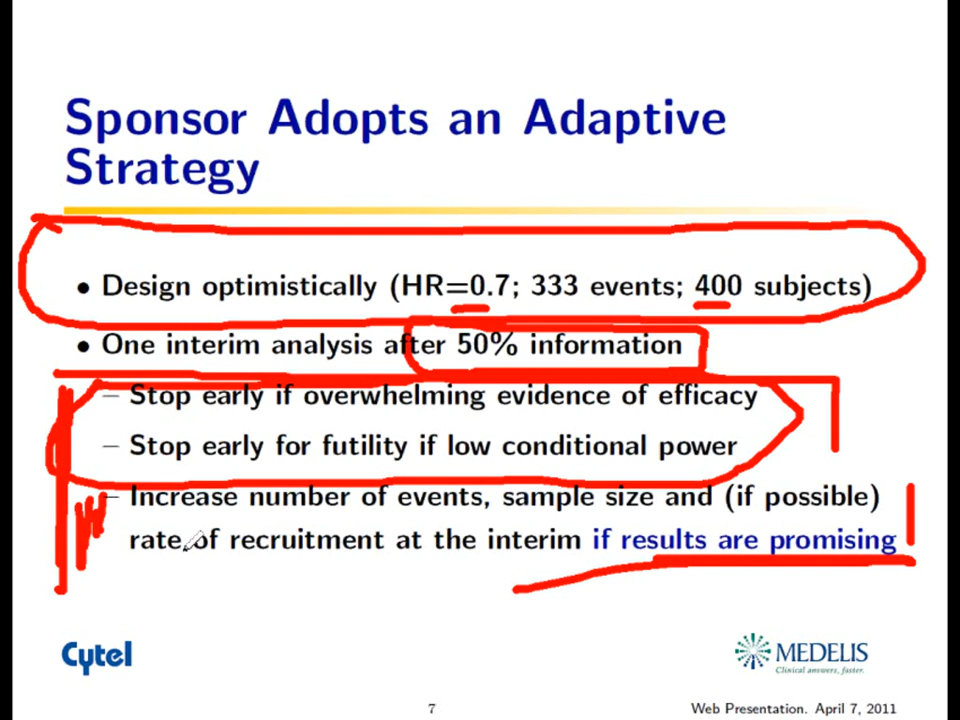 Sponsor Adopts an Adaptive
Strategy
• Design optimistically (HR=0.7; 333 events; 400 subjects)
• One interim analysis after 50% information
– Stop early if overwhelming evidence of efficacy
– Stop early for futility if low conditional power
– Increase number of events, sample size and (if possible)
rate of recruitment at the interim if results are promising
Cytel
MEDELIS
Clinical answers, faster.
7
Web Presentation. April 7, 2011